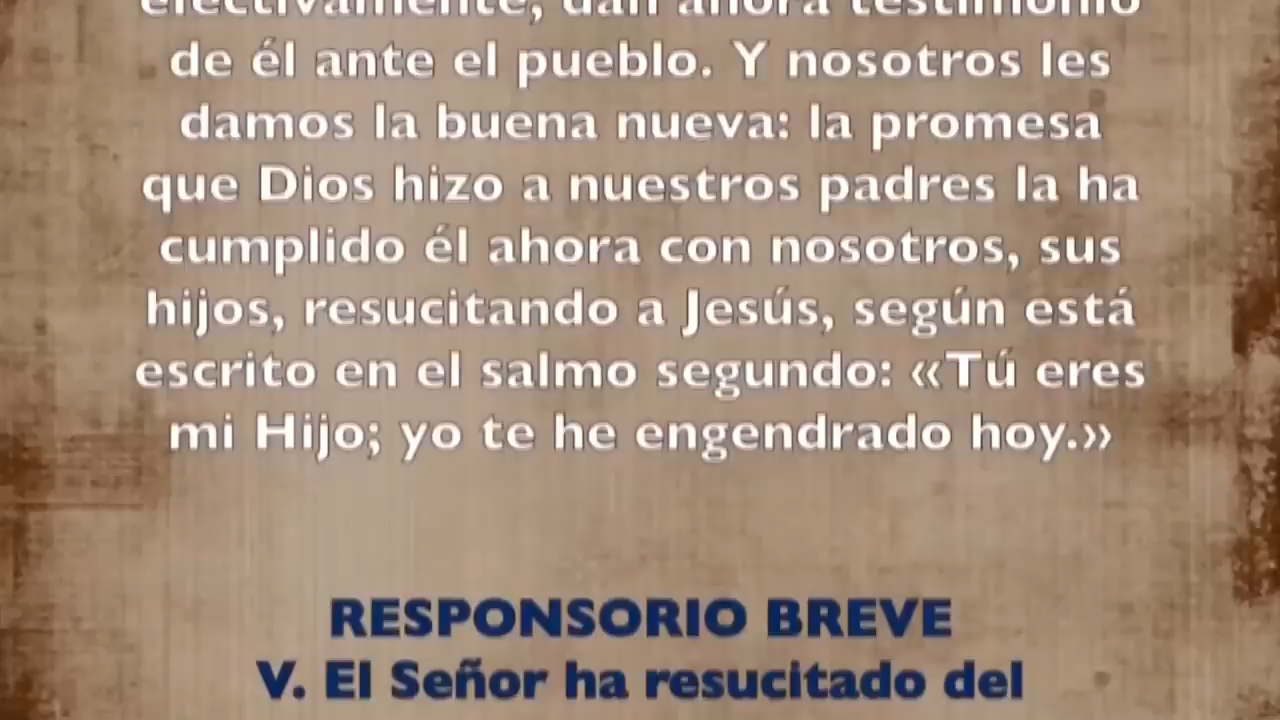 efectivamente, dan ahora testimonio
de él ante el pueblo. Y nosotros les
damos la buena nueva: la promesa
que Dios hizo a nuestros padres la ha
cumplido él ahora con nosotros, sus
hijos, resucitando a Jesús, según está
escrito en el salmo segundo: «Tú eres
mi Hijo; yo te he engendrado hoy.»
RESPONSORIO BREVE
V. El Señor ha resucitado del